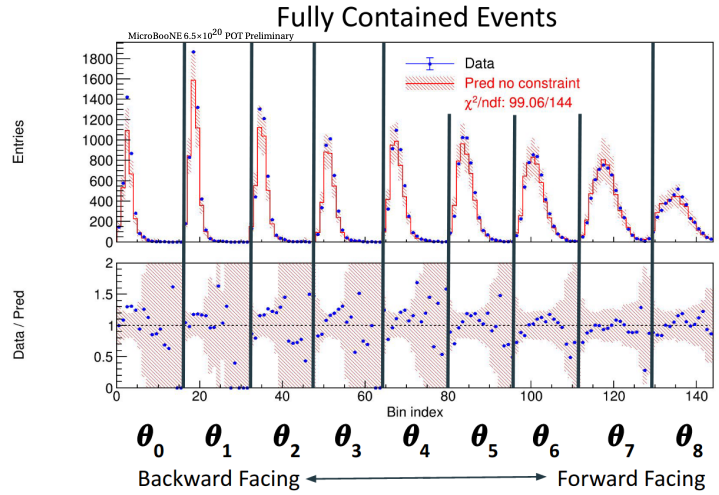 Fully Contained Events
MicroBooNE 6.5×10²⁰ POT Preliminary
Entries
1800
1600
1400
1200
1000
800
600
400
200
0
Data
Pred no constraint
χ²/ndf: 99.06/144
Data / Pred
2
1.5
1
0.5
0
0 20 40 60 80 100 120 140
Bin index
θ₀ θ₁ θ₂ θ₃ θ₄ θ₅ θ₆ θ₇ θ₈
Backward Facing Forward Facing